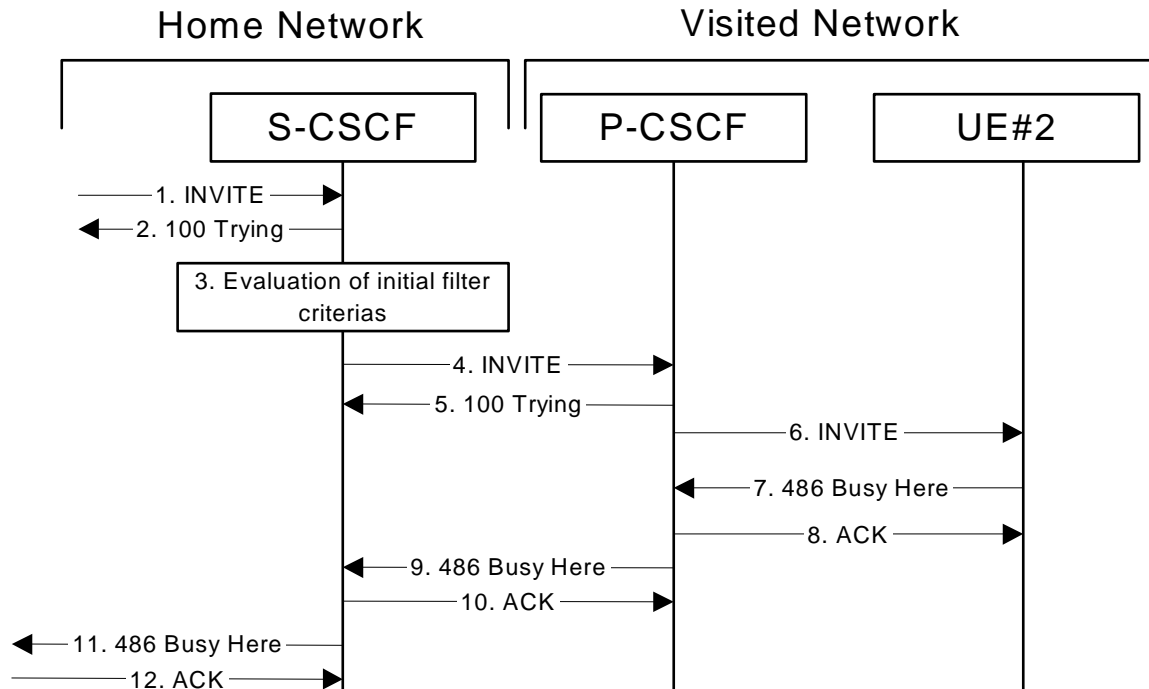 Home Network
Visited Network
S-CSCF
P-CSCF
UE#2
1. INVITE
2. 100 Trying
3. Evaluation of initial filter
criterias
4. INVITE
5. 100 Trying
6. INVITE
7. 486 Busy Here
8. ACK
9. 486 Busy Here
10. ACK
11. 486 Busy Here
12. ACK